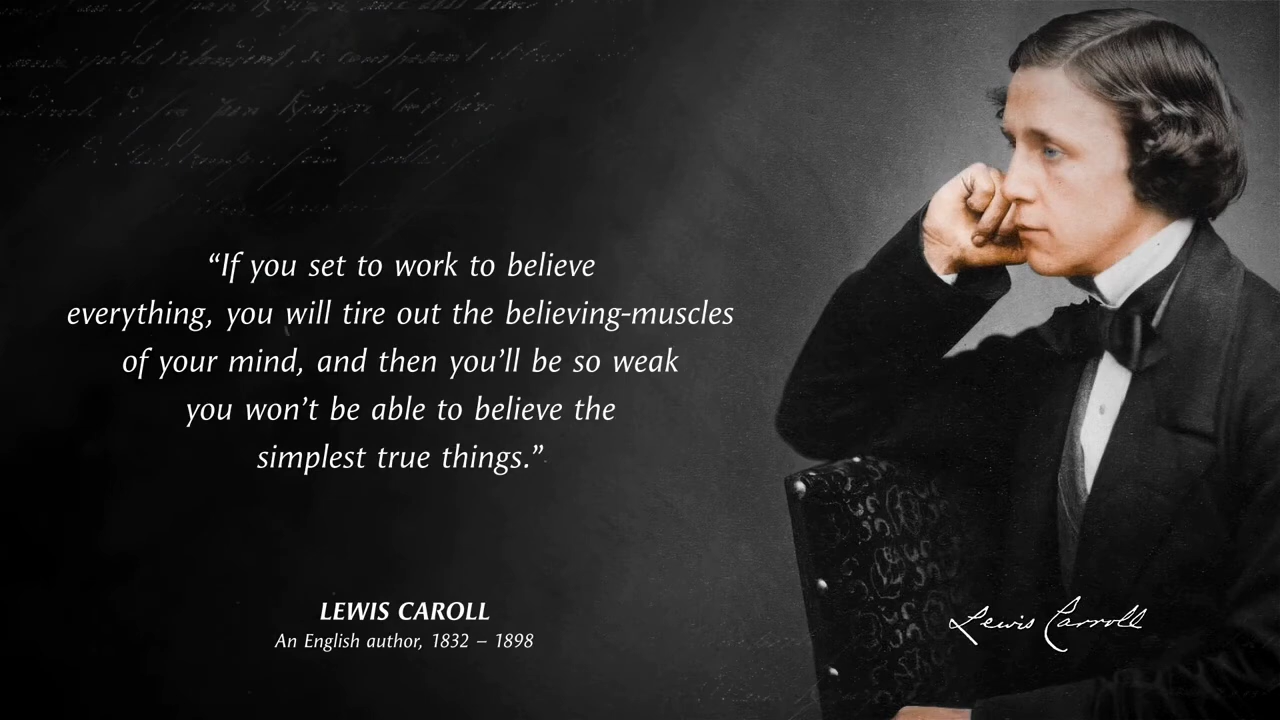 “If you set to work to believe
everything, you will tire out the believing-muscles
of your mind, and then you’ll be so weak
you won’t be able to believe the
simplest true things.”
LEWIS CAROLL
An English author, 1832 – 1898
Lewis Carroll